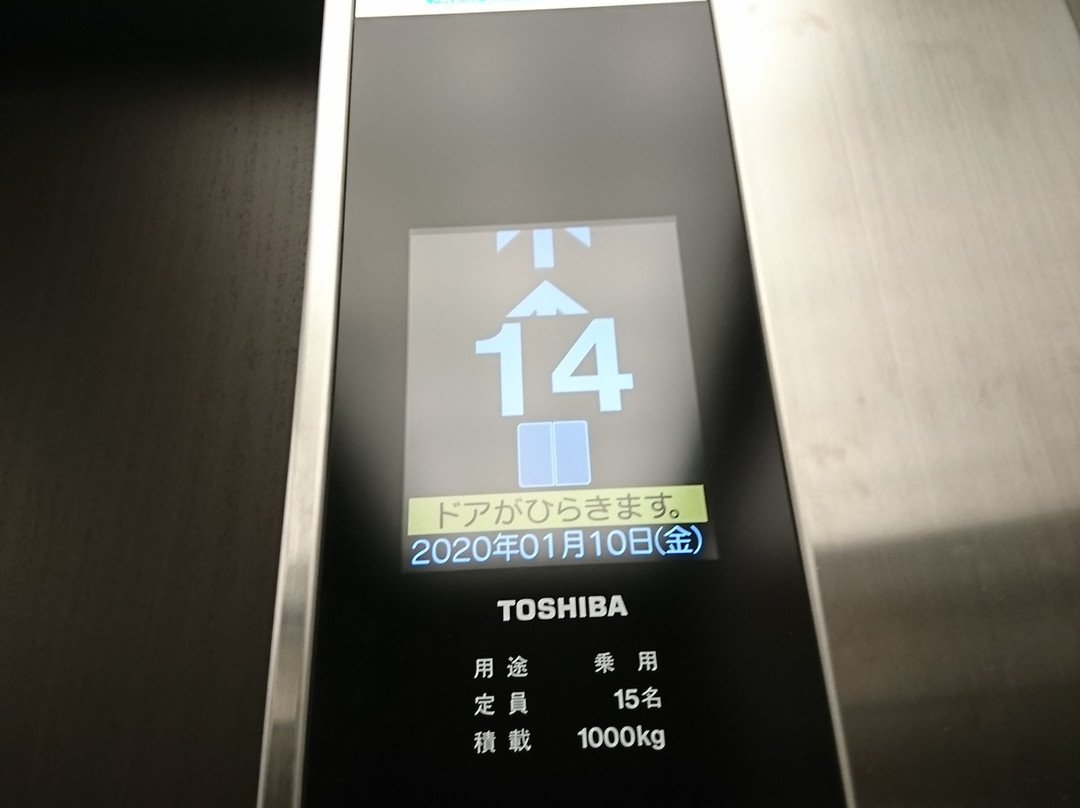 14
ドアがひらきます。
2020年01月10日(金)
TOSHIBA
用途 乗用
定員 15名
積載 1000kg